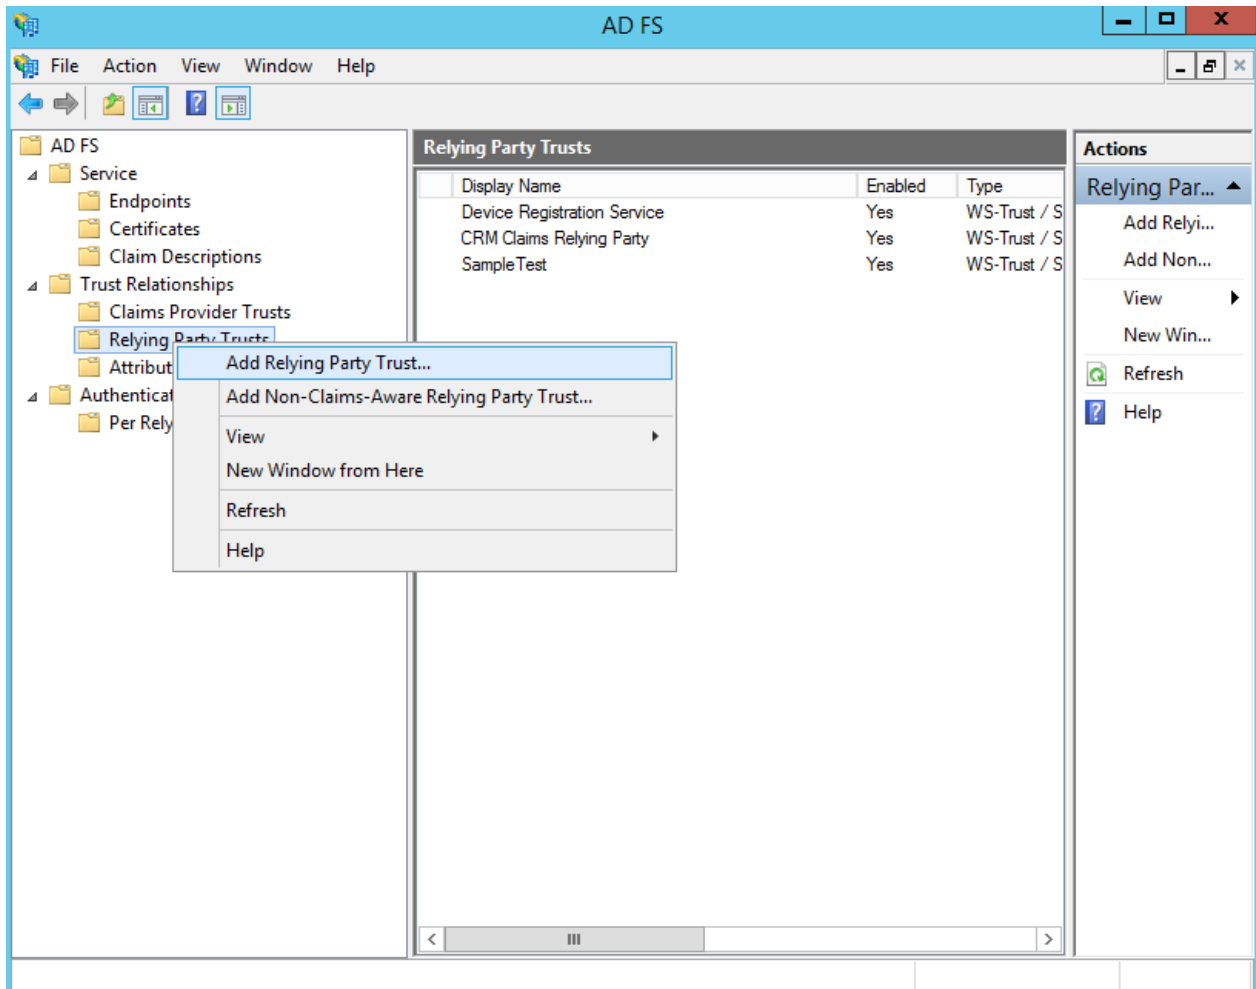 AD FS
File Action View Window Help
AD FS
Service
Endpoints
Certificates
Claim Descriptions
Trust Relationships
Claims Provider Trusts
Relying Party Trusts
Attribut
Authenticat
Per Rely
Add Relying Party Trust...
Add Non-Claims-Aware Relying Party Trust...
View
New Window from Here
Refresh
Help
Relying Party Trusts
Display Name Enabled Type
Device Registration Service Yes WS-Trust / S
CRM Claims Relying Party Yes WS-Trust / S
SampleTest Yes WS-Trust / S
Actions
Relying Par...
Add Relyi...
Add Non...
View
New Win...
Refresh
Help